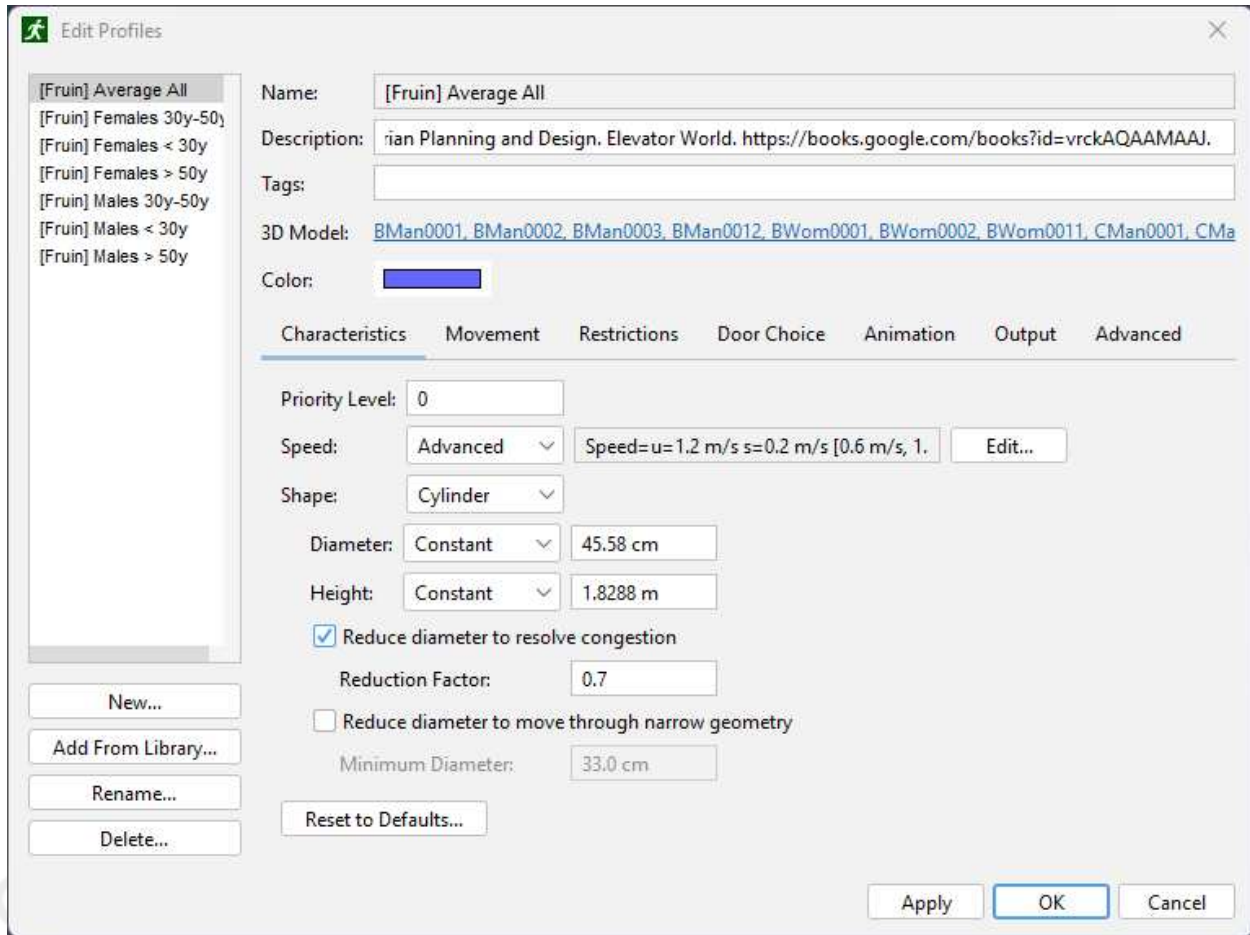 Edit Profiles
[Fruin] Average All
[Fruin] Females 30y-50y
[Fruin] Females < 30y
[Fruin] Females > 50y
[Fruin] Males 30y-50y
[Fruin] Males < 30y
[Fruin] Males > 50y
New...
Add From Library...
Rename...
Delete...
Name: [Fruin] Average All
Description: rian Planning and Design. Elevator World. https://books.google.com/books?id=vrckAQAAMAAJ.
Tags:
3D Model: BMan0001, BMan0002, BMan0003, BMan0012, BWom0001, BWom0002, BWom0011, CMan0001, CMa
Color:
Characteristics Movement Restrictions Door Choice Animation Output Advanced
Priority Level: 0
Speed: Advanced Speed=u=1.2 m/s s=0.2 m/s [0.6 m/s, 1. Edit...
Shape: Cylinder
Diameter: Constant 45.58 cm
Height: Constant 1.8288 m
Reduce diameter to resolve congestion
Reduction Factor: 0.7
Reduce diameter to move through narrow geometry
Minimum Diameter: 33.0 cm
Reset to Defaults...
Apply OK Cancel